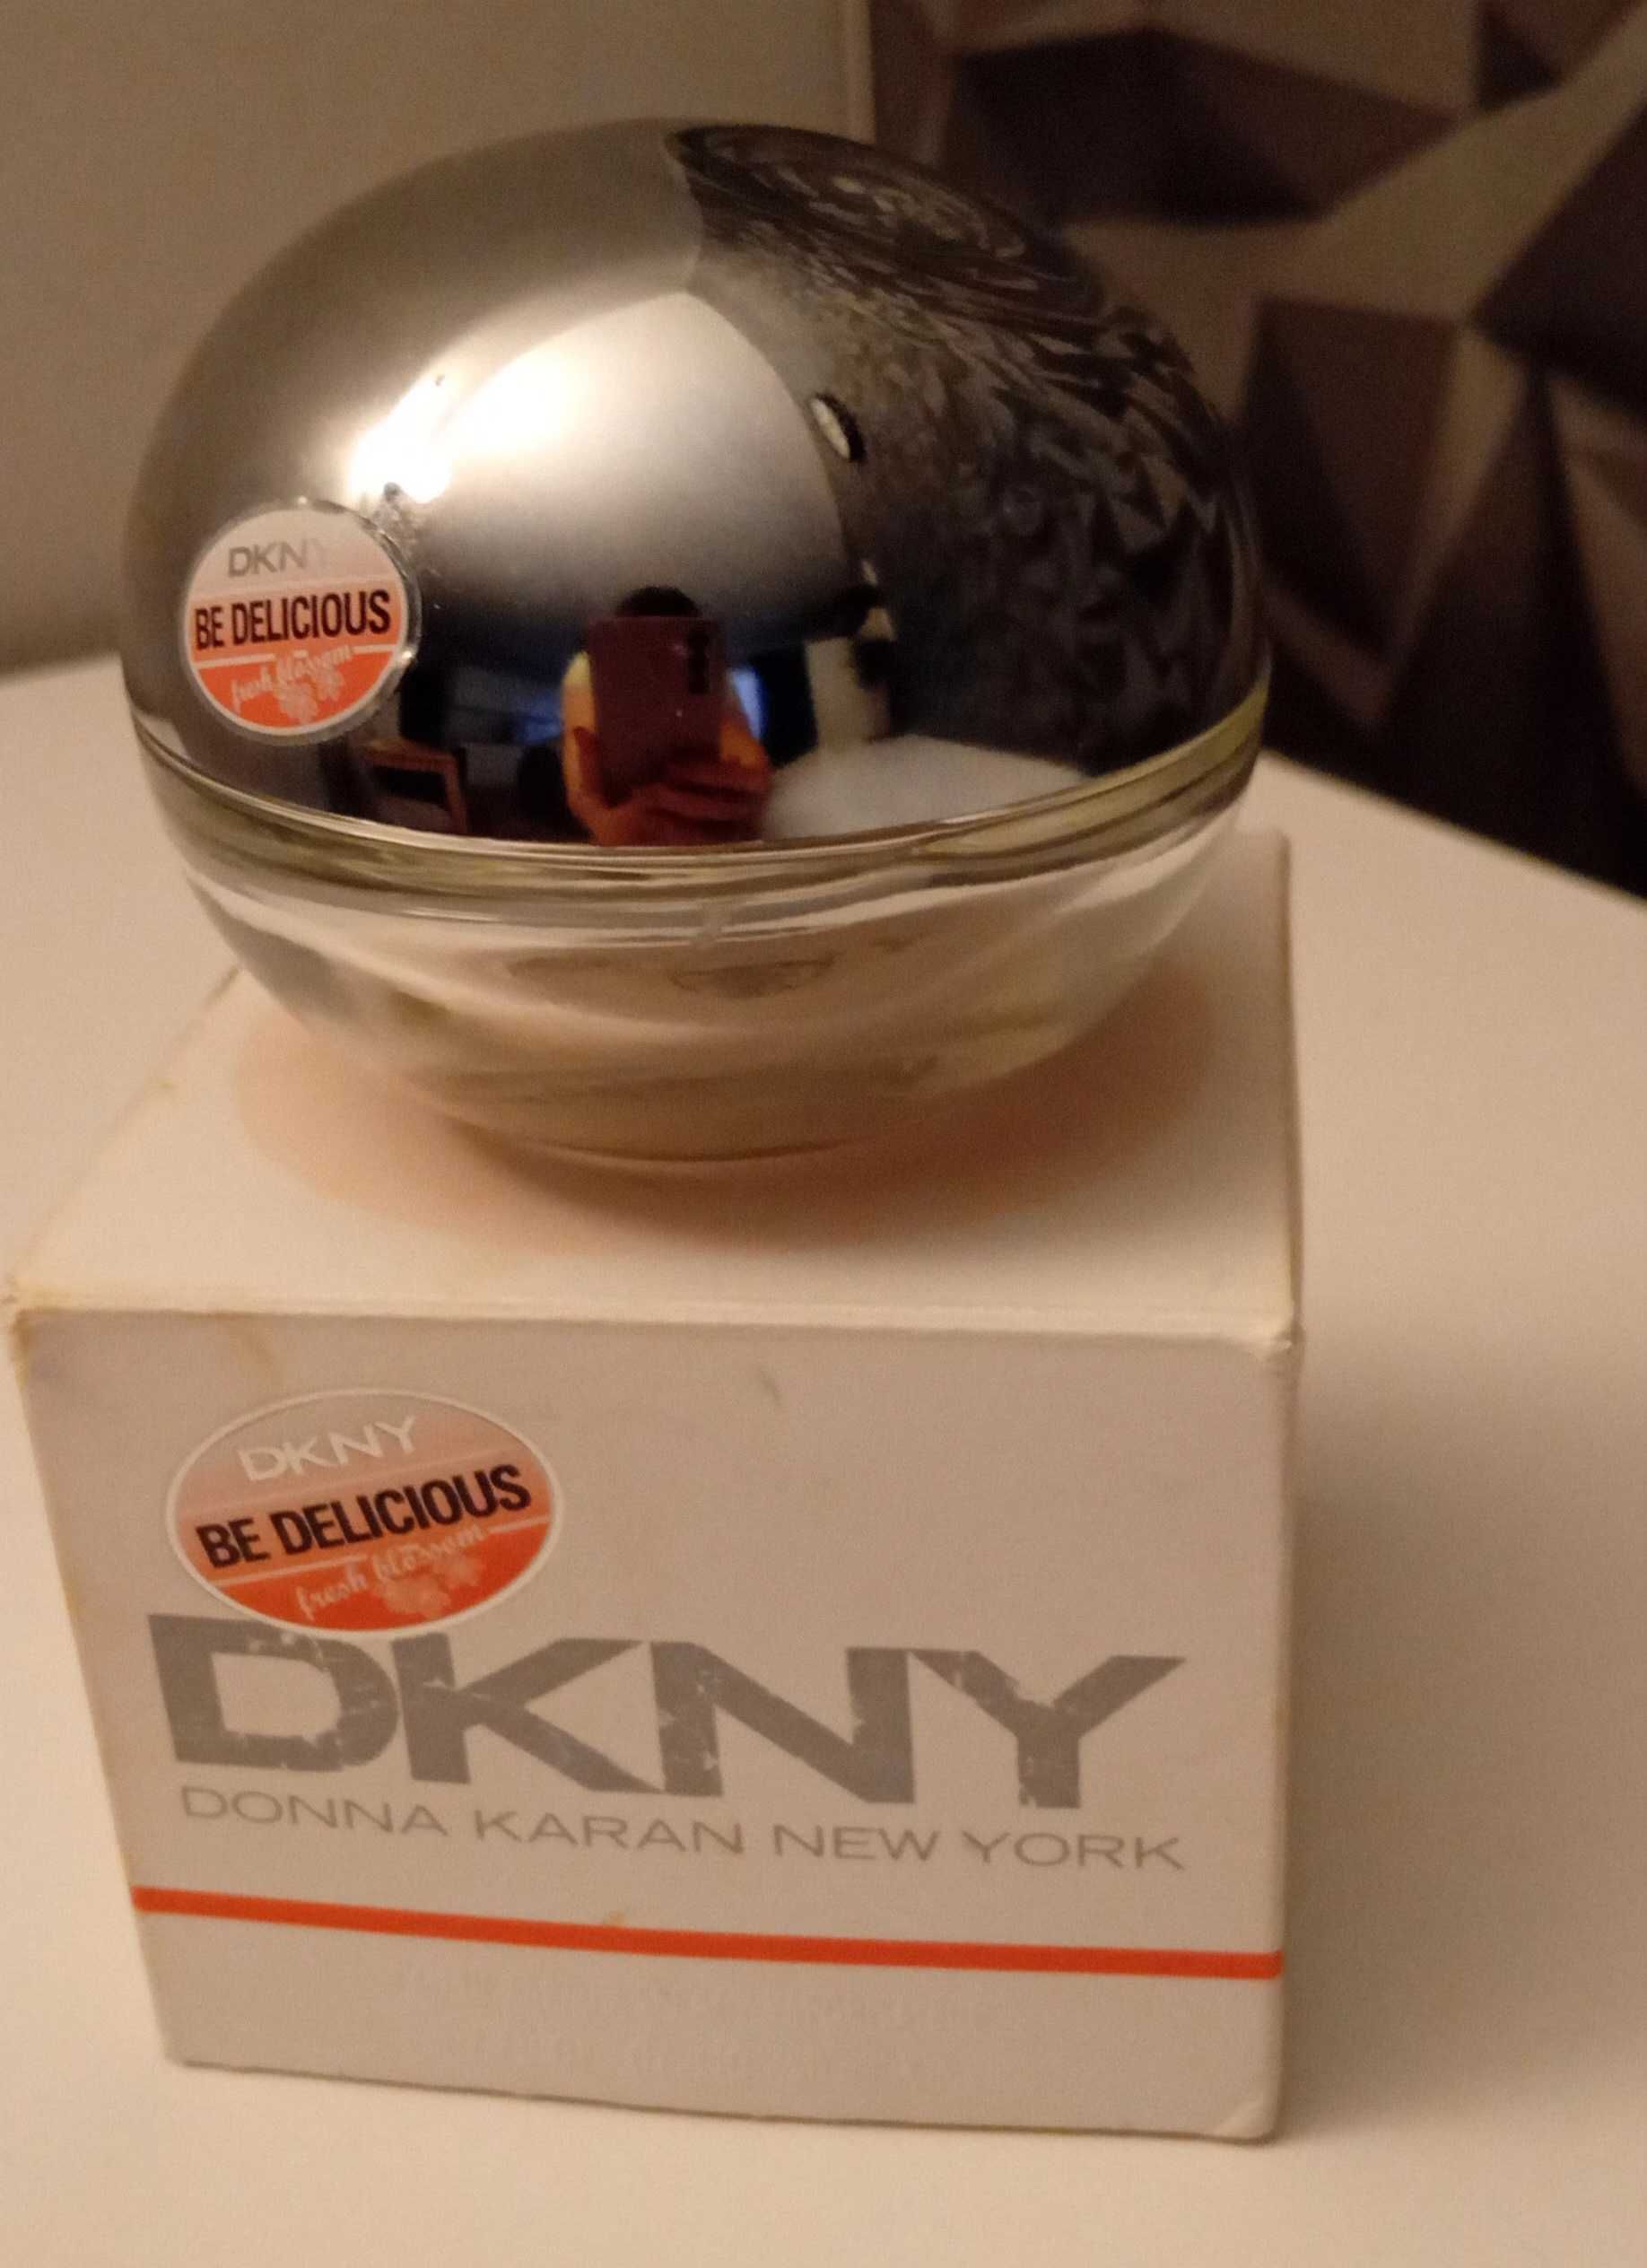 DKNY
BE DELICIOUS
fresh blossom
DKNY
BE DELICIOUS
fresh blossom
DKNY
DONNA KARAN NEW YORK